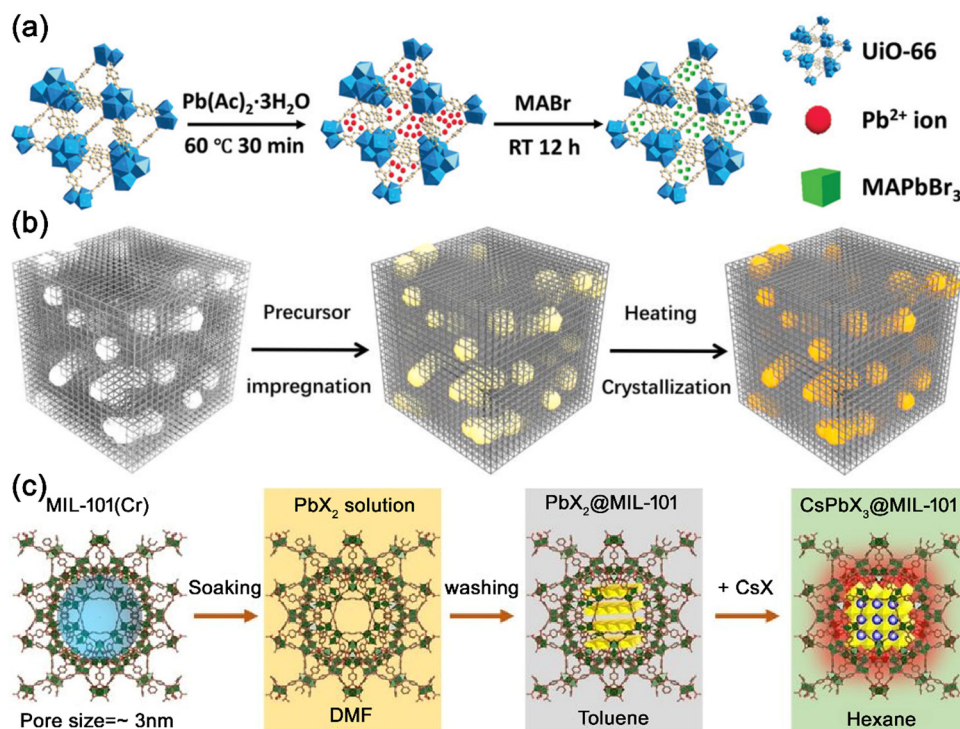 (a)
Pb(Ac)₂·3H₂O
60 ℃ 30 min
MABr
RT 12 h
UiO-66
Pb²⁺ ion
MAPbBr₃
(b)
Precursor
impregnation
Heating
Crystallization
(c)
MIL-101(Cr)
Pore size=~ 3nm
Soaking
PbX₂ solution
DMF
washing
PbX₂@MIL-101
Toluene
+ CsX
CsPbX₃@MIL-101
Hexane